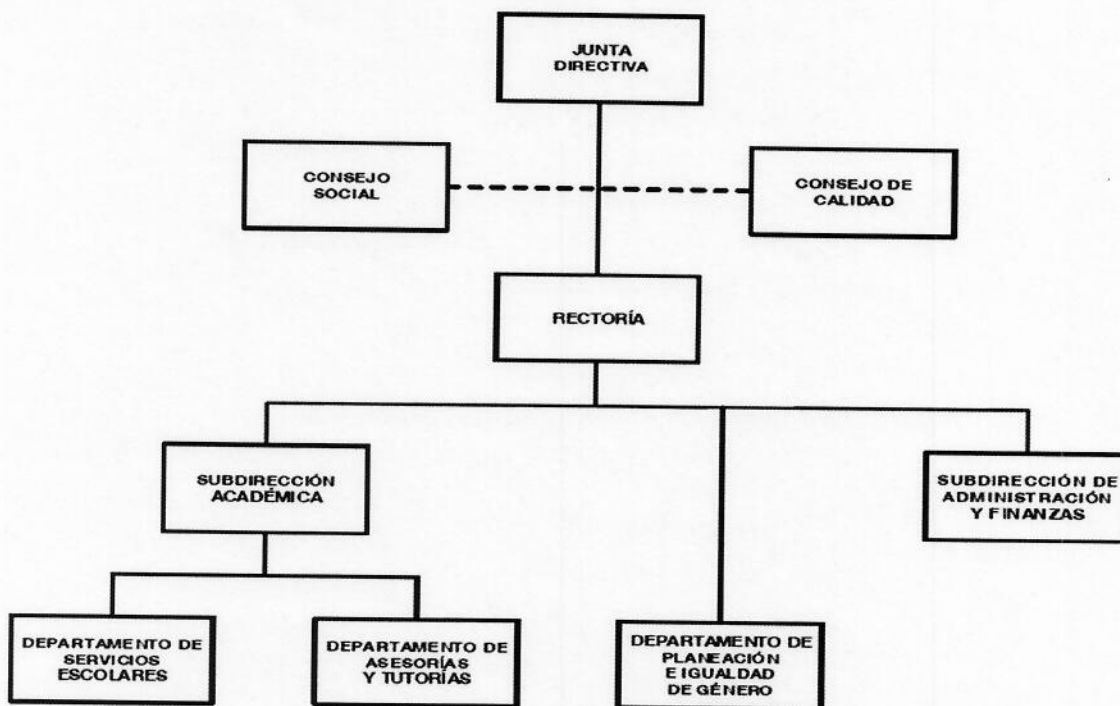 JUNTA
DIRECTIVA
CONSEJO
SOCIAL
CONSEJO DE
CALIDAD
RECTORÍA
SUBDIRECCIÓN
ACADÉMICA
SUBDIRECCIÓN DE
ADMINISTRACIÓN
Y FINANZAS
DEPARTAMENTO DE
SERVICIOS
ESCOLARES
DEPARTAMENTO DE
ASESORÍAS
Y TUTORÍAS
DEPARTAMENTO DE
PLANEACIÓN
E IGUALDAD
DE GÉNERO